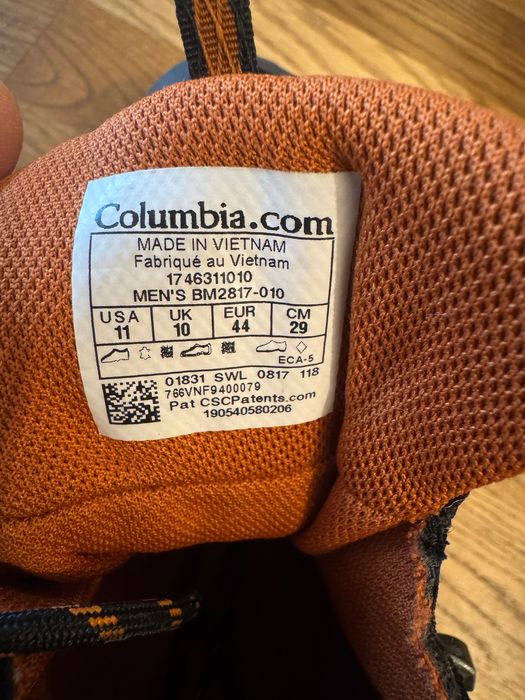 Columbia.com
MADE IN VIETNAM
Fabriqué au Vietnam
1746311010
MEN'S BM2817-010
USA UK EUR CM
11 10 44 29
ECA-5
01831 SWL 0817 118
766VNF9400079
Pat CSCPatents.com
190540580206